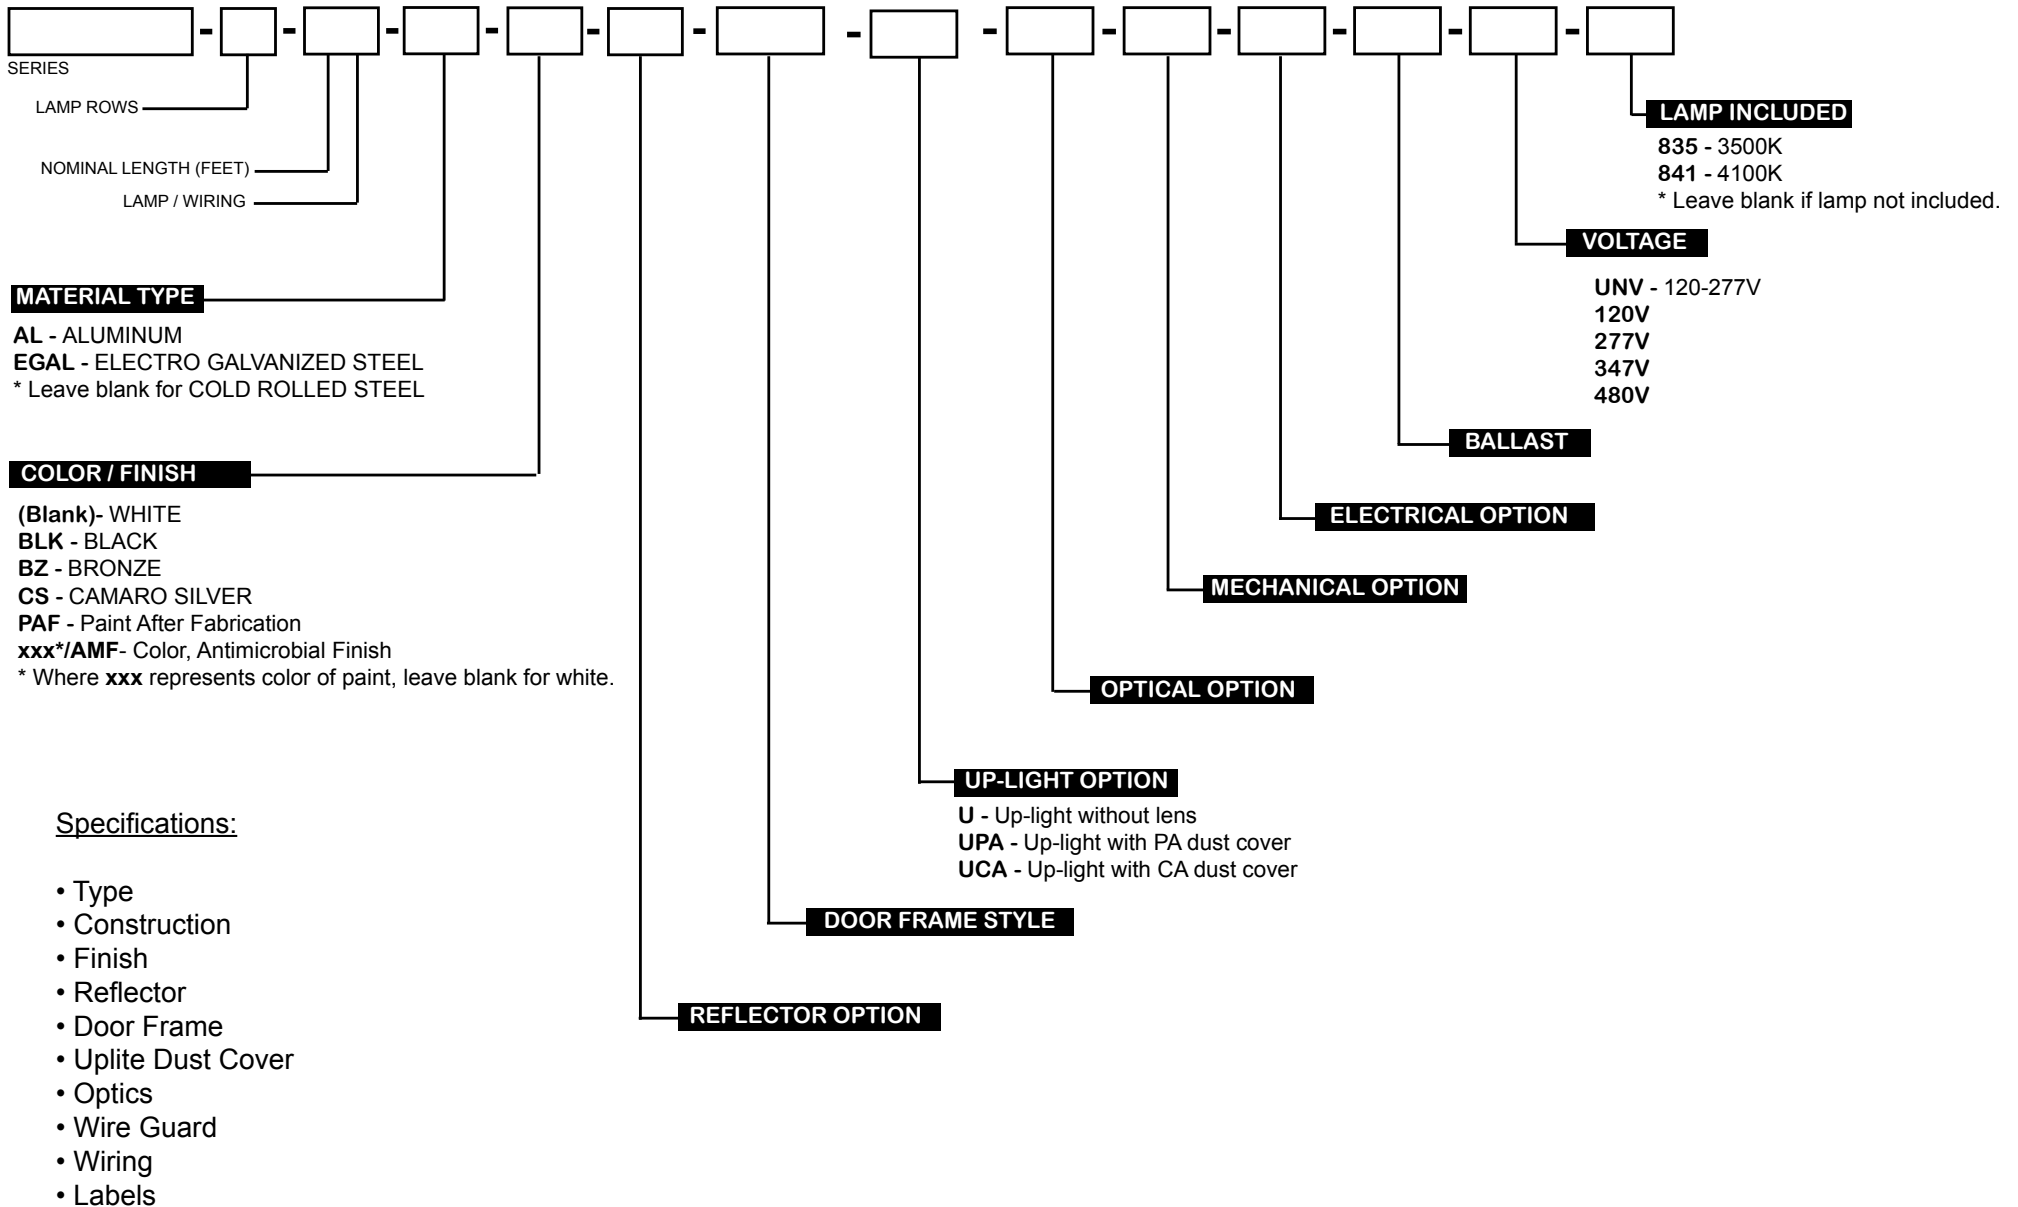 - - - - - - - - - - - - -
SERIES
LAMP ROWS
NOMINAL LENGTH (FEET)
LAMP / WIRING
MATERIAL TYPE
AL - ALUMINUM
EGAL - ELECTRO GALVANIZED STEEL
* Leave blank for COLD ROLLED STEEL
COLOR / FINISH
(Blank)- WHITE
BLK - BLACK
BZ - BRONZE
CS - CAMARO SILVER
PAF - Paint After Fabrication
xxx*/AMF- Color, Antimicrobial Finish
* Where xxx represents color of paint, leave blank for white.
LAMP INCLUDED
835 - 3500K
841 - 4100K
* Leave blank if lamp not included.
VOLTAGE
UNV - 120-277V
120V
277V
347V
480V
BALLAST
ELECTRICAL OPTION
MECHANICAL OPTION
OPTICAL OPTION
UP-LIGHT OPTION
U - Up-light without lens
UPA - Up-light with PA dust cover
UCA - Up-light with CA dust cover
DOOR FRAME STYLE
REFLECTOR OPTION
Specifications:
• Type
• Construction
• Finish
• Reflector
• Door Frame
• Uplite Dust Cover
• Optics
• Wire Guard
• Wiring
• Labels